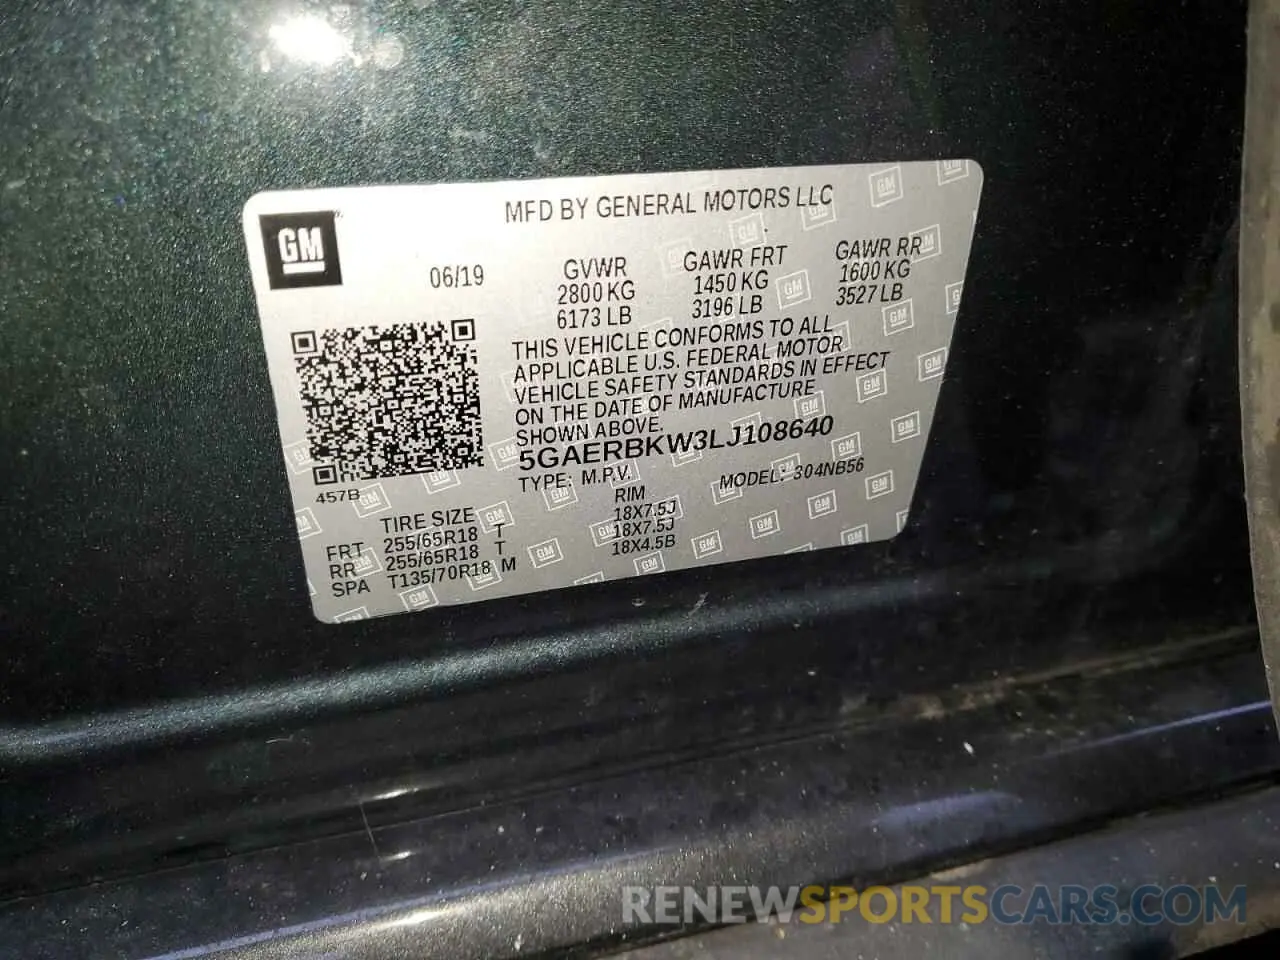 MFD BY GENERAL MOTORS LLC
GM
06/19
GVWR
2800 KG
6173 LB
GAWR FRT
1450 KG
3196 LB
GAWR RR
1600 KG
3527 LB
THIS VEHICLE CONFORMS TO ALL
APPLICABLE U.S. FEDERAL MOTOR
VEHICLE SAFETY STANDARDS IN EFFECT
ON THE DATE OF MANUFACTURE
SHOWN ABOVE.
5GAERBKW3LJ108640
TYPE: M.P.V. MODEL: 304NB56
457B
TIRE SIZE RIM
FRT 255/65R18 T 18X7.5J
RR 255/65R18 T 18X7.5J
SPA T135/70R18 M 18X4.5B
RENEWSPORTSCARS.COM